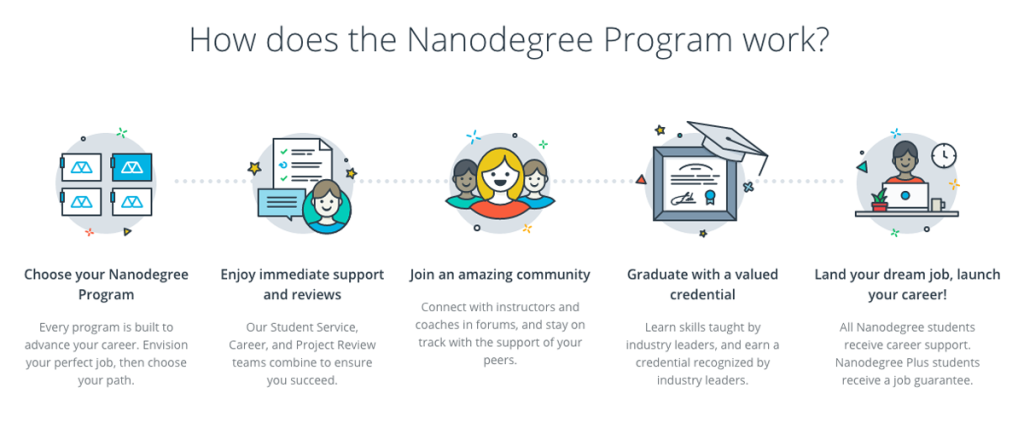 How does the Nanodegree Program work?
Choose your Nanodegree
Program
Every program is built to
advance your career. Envision
your perfect job, then choose
your path.
Enjoy immediate support
and reviews
Our Student Service,
Career, and Project Review
teams combine to ensure
you succeed.
Join an amazing community
Connect with instructors and
coaches in forums, and stay on
track with the support of your
peers.
Graduate with a valued
credential
Learn skills taught by
industry leaders, and earn a
credential recognized by
industry leaders.
Land your dream job, launch
your career!
All Nanodegree students
receive career support.
Nanodegree Plus students
receive a job guarantee.